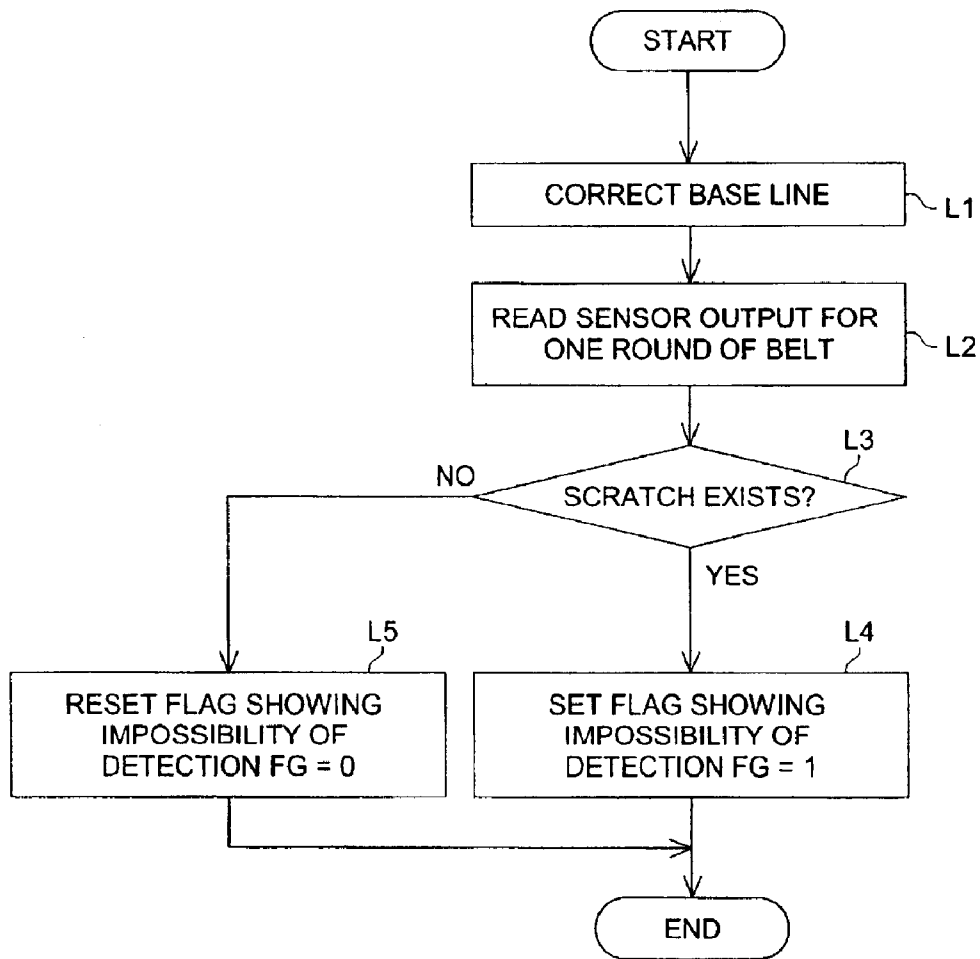 START
CORRECT BASE LINE
L1
READ SENSOR OUTPUT FOR
ONE ROUND OF BELT
L2
L3
SCRATCH EXISTS?
NO
YES
L5
RESET FLAG SHOWING
IMPOSSIBILITY OF
DETECTION FG = 0
L4
SET FLAG SHOWING
IMPOSSIBILITY OF
DETECTION FG = 1
END